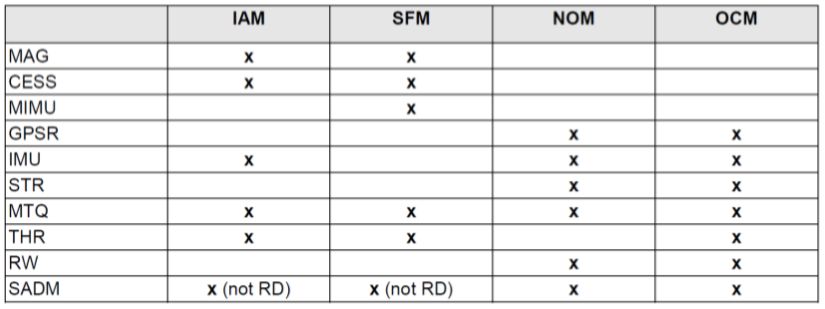 IAM SFM NOM OCM
MAG x x
CESS x x
MIMU x
GPSR x x
IMU x x x
STR x x
MTQ x x x x
THR x x x
RW x x
SADM x (not RD) x (not RD) x x